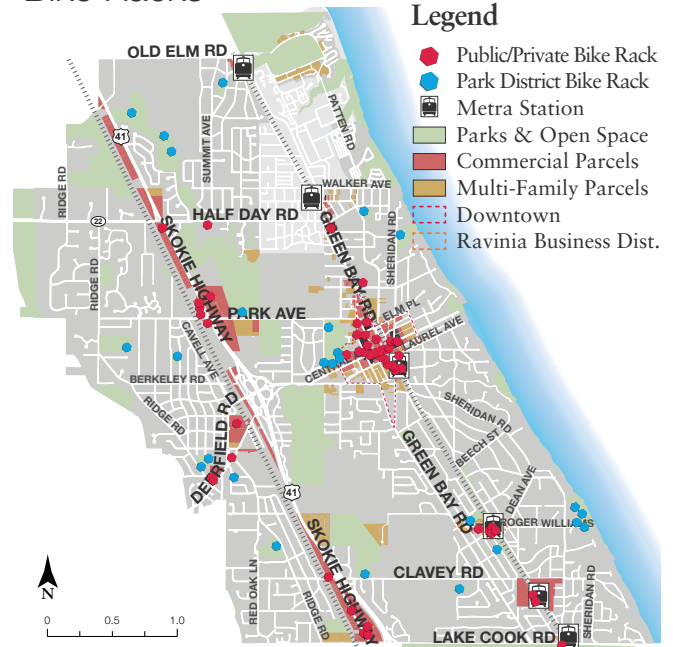 Bike Racks
Legend
Public/Private Bike Rack
Park District Bike Rack
Metra Station
Parks & Open Space
Commercial Parcels
Multi-Family Parcels
Downtown
Ravinia Business Dist.
OLD ELM RD
PATTEN RD
41
SUMMIT AVE
RIDGE RD
WALKER AVE
22
HALF DAY RD
SKOKIE HIGHWAY
GREEN BAY RD
SHERIDAN RD
RIDGE RD
PARK AVE
ELM PL
LAUREL AVE
CAVELL AVE
CENTRAL
BERKELEY RD
RIDGE RD
DEERFIELD RD
SHERIDAN RD
BEECH ST
GREEN BAY RD
DEAN AVE
41
ROGER WILLIAMS
SKOKIE HIGHWAY
RED OAK LN
CLAVEY RD
RIDGE RD
SHERIDAN RD
LAKE COOK RD
N
0 0.5 1.0